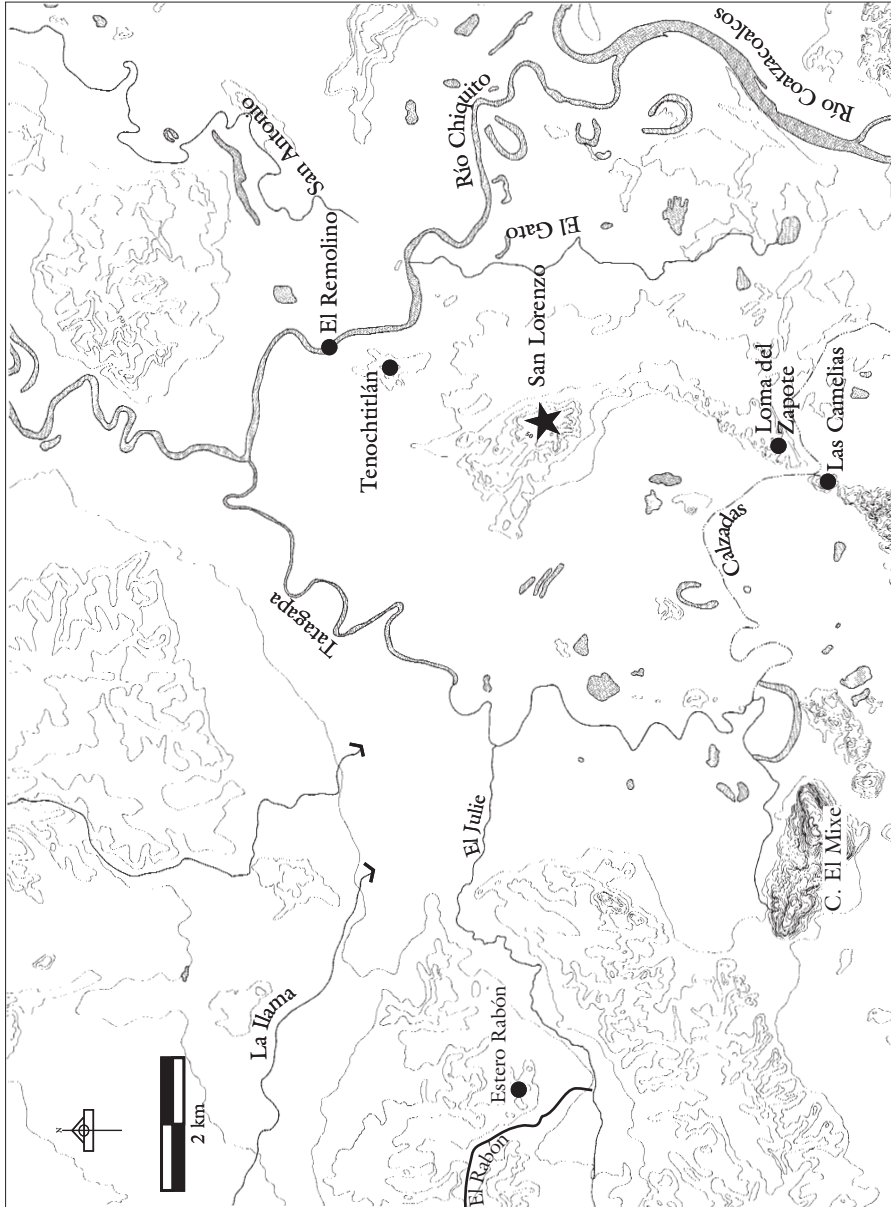 N
2 km
La Ilama
El Rabón
Estero Rabón
El Julie
C. El Mixe
Tatagapa
Calzadas
Tenochtitlán
El Remolino
San Lorenzo
Loma del
Zapote
Las Camelias
El Gato
San Antonio
Río Chiquito
Río Coatzacoalcos